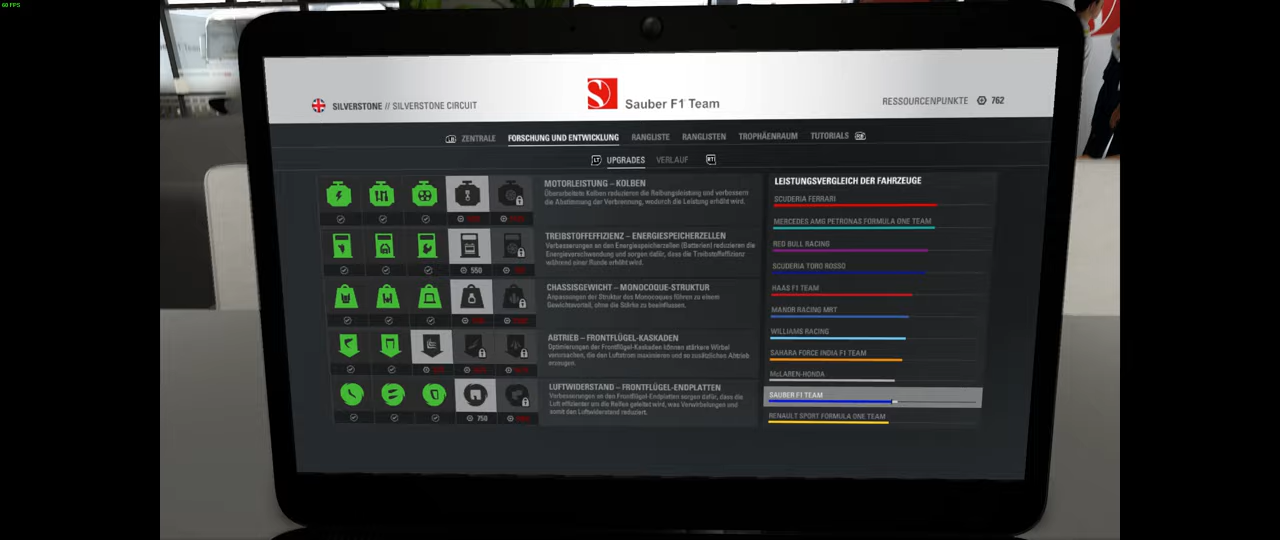 60 FPS
SILVERSTONE // SILVERSTONE CIRCUIT
Sauber F1 Team
RESSOURCENPUNKTE 762
LB ZENTRALE FORSCHUNG UND ENTWICKLUNG RANGLISTE RANGLISTEN TROPHÄENRAUM TUTORIALS RB
LT UPGRADES VERLAUF RT
MOTORLEISTUNG – KOLBEN
Überarbeitete Kolben reduzieren die Reibungsleistung und verbessern
die Abstimmung der Verbrennung, wodurch die Leistung erhöht wird.
TREIBSTOFFEFFIZIENZ – ENERGIESPEICHERZELLEN
Verbesserungen an den Energiespeicherzellen (Batterien) reduzieren die
Energieverschwendung und sorgen dafür, dass die Treibstoffeffizienz
während einer Runde erhöht wird.
550
CHASSISGEWICHT – MONOCOQUE-STRUKTUR
Anpassungen der Struktur des Monocoques führen zu einem
Gewichtsvorteil, ohne die Stärke zu beeinflussen.
ABTRIEB – FRONTFLÜGEL-KASKADEN
Optimierungen der Frontflügel-Kaskaden können stärkere Wirbel
verursachen, die den Luftstrom maximieren und so zusätzlichen Abtrieb
erzeugen.
LUFTWIDERSTAND – FRONTFLÜGEL-ENDPLATTEN
Verbesserungen an den Frontflügel-Endplatten sorgen dafür, dass die
Luft effizienter um die Reifen geleitet wird, was Verwirbelungen und
somit den Luftwiderstand reduziert.
750
LEISTUNGSVERGLEICH DER FAHRZEUGE
SCUDERIA FERRARI
MERCEDES AMG PETRONAS FORMULA ONE TEAM
RED BULL RACING
SCUDERIA TORO ROSSO
HAAS F1 TEAM
MANOR RACING MRT
WILLIAMS RACING
SAHARA FORCE INDIA F1 TEAM
McLAREN-HONDA
SAUBER F1 TEAM
RENAULT SPORT FORMULA ONE TEAM